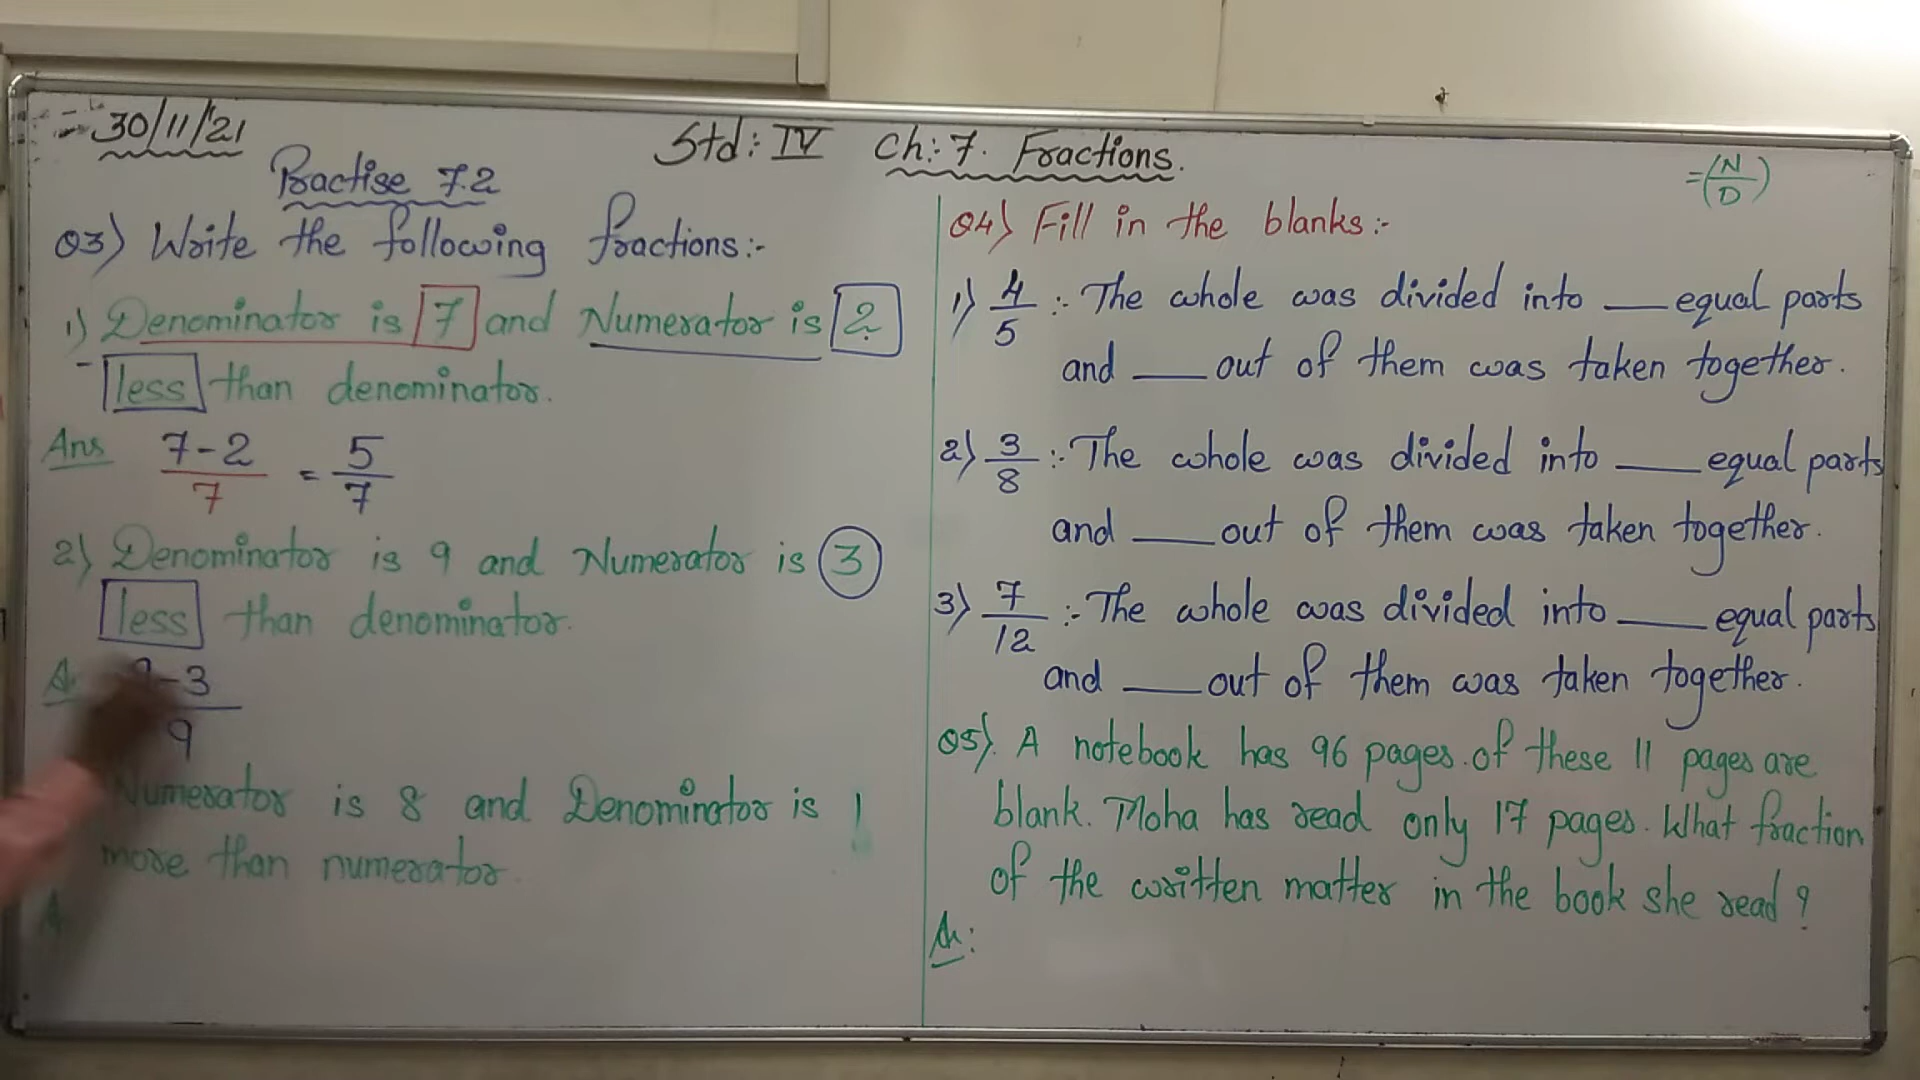 30/11/'21
Std: IV Ch: 7. Fractions.
= (N/D)
Practise 7.2
Q3) Write the following fractions:-
1) Denominator is 7 and Numerator is 2
less than denominator.
Ans 7-2/7 = 5/7
2) Denominator is 9 and Numerator is 3
less than denominator.
-3
9
Numerator is 8 and Denominator is 1
more than numerator.
Q4) Fill in the blanks:-
1) 4/5 :- The whole was divided into ___ equal parts
and ___ out of them was taken together.
2) 3/8 :- The whole was divided into ___ equal parts
and ___ out of them was taken together.
3) 7/12 :- The whole was divided into ___ equal parts
and ___ out of them was taken together.
Q5). A notebook has 96 pages. of these 11 pages are
blank. Moha has read only 17 pages. What fraction
of the written matter in the book she read?